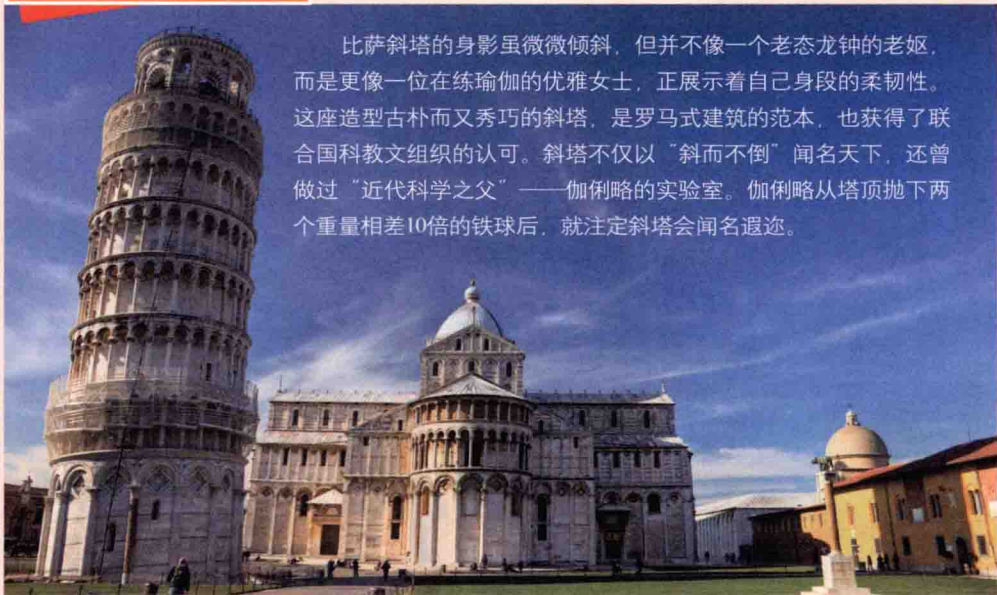 比萨斜塔的身影虽微微倾斜，但并不像一个老态龙钟的老妪，
而是更像一位在练瑜伽的优雅女士，正展示着自己身段的柔韧性。
这座造型古朴而又秀巧的斜塔，是罗马式建筑的范本，也获得了联
合国科教文组织的认可。斜塔不仅以“斜而不倒”闻名天下，还曾
做过“近代科学之父”——伽俐略的实验室。伽俐略从塔顶抛下两
个重量相差10倍的铁球后，就注定斜塔会闻名遐迩。